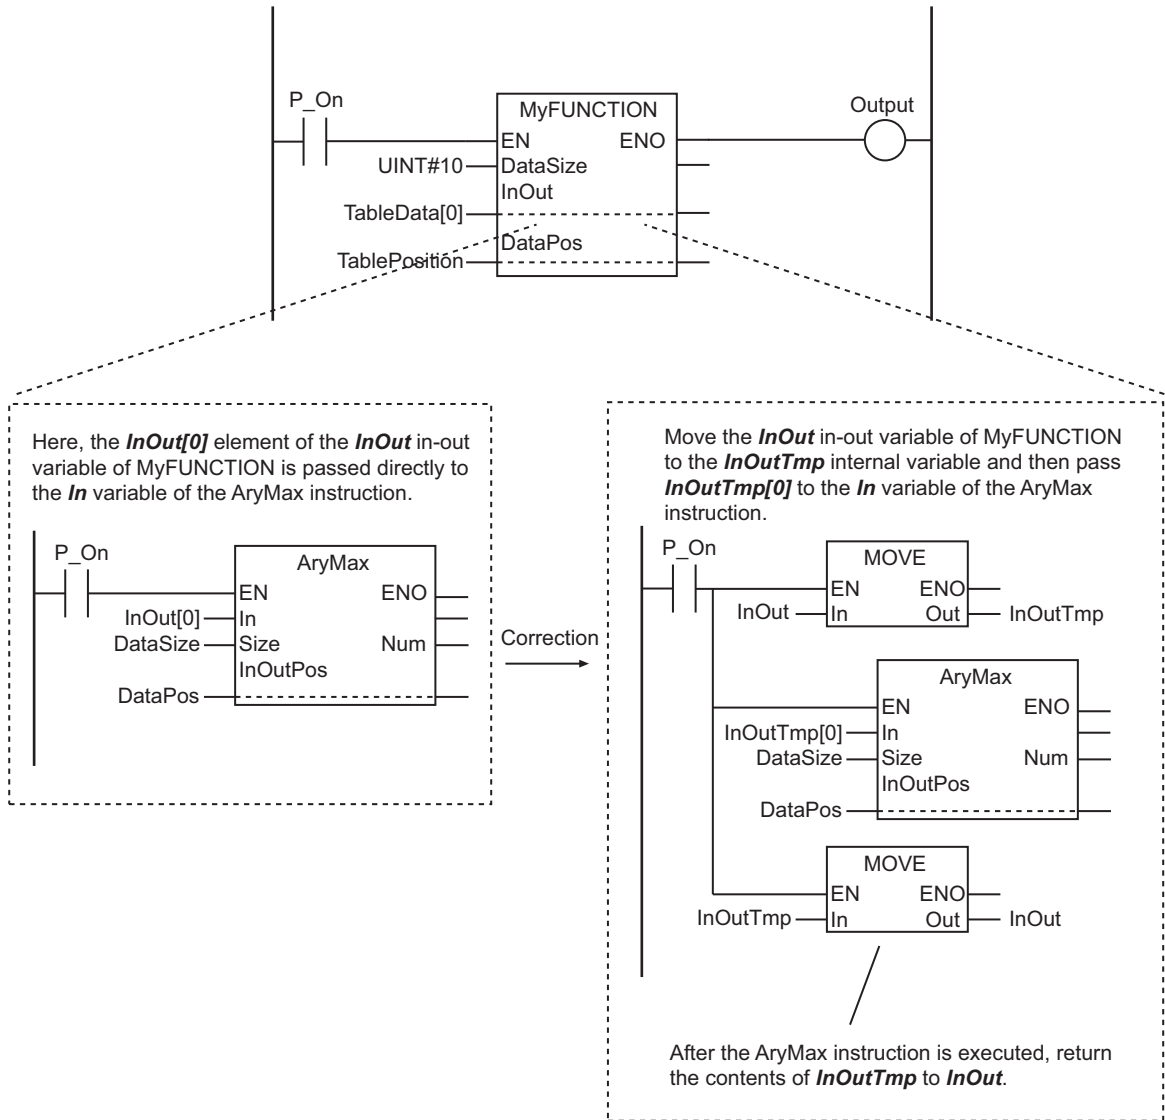 P_On
MyFUNCTION
Output
EN ENO
UINT#10 DataSize
InOut
TableData[0]
DataPos
TablePosition
Here, the InOut[0] element of the InOut in-out
variable of MyFUNCTION is passed directly to
the In variable of the AryMax instruction.
P_On
AryMax
EN ENO
InOut[0] In
DataSize Size Num
InOutPos
DataPos
Correction
Move the InOut in-out variable of MyFUNCTION
to the InOutTmp internal variable and then pass
InOutTmp[0] to the In variable of the AryMax
instruction.
P_On
MOVE
EN ENO
InOut In Out InOutTmp
AryMax
EN ENO
InOutTmp[0] In
DataSize Size Num
InOutPos
DataPos
MOVE
EN ENO
InOutTmp In Out InOut
After the AryMax instruction is executed, return
the contents of InOutTmp to InOut.